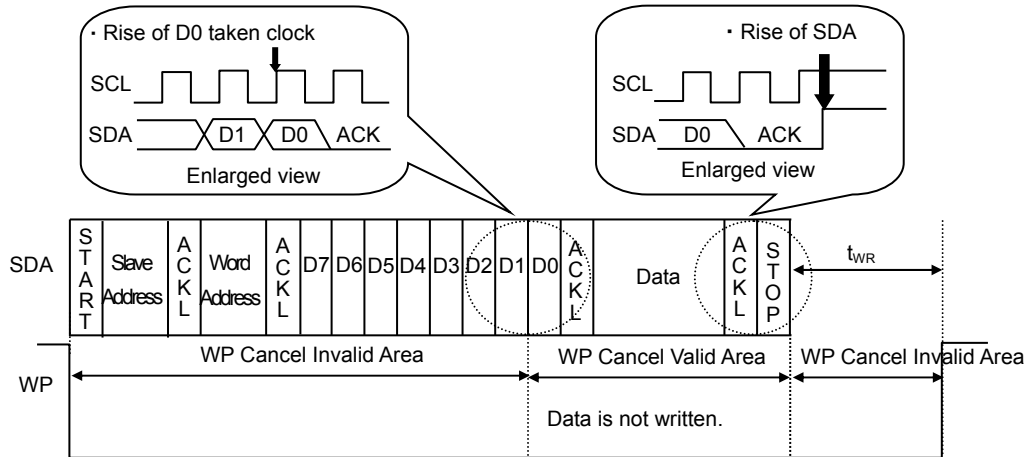 ・Rise of D0 taken clock
SCL
SDA D1 D0 ACK
Enlarged view
・Rise of SDA
SCL
SDA D0 ACK
Enlarged view
SDA START Slave Address ACKL Word Address ACKL D7 D6 D5 D4 D3 D2 D1 D0 ACKL Data ACKL STOP tWR
WP Cancel Invalid Area WP Cancel Valid Area WP Cancel Invalid Area
WP
Data is not written.